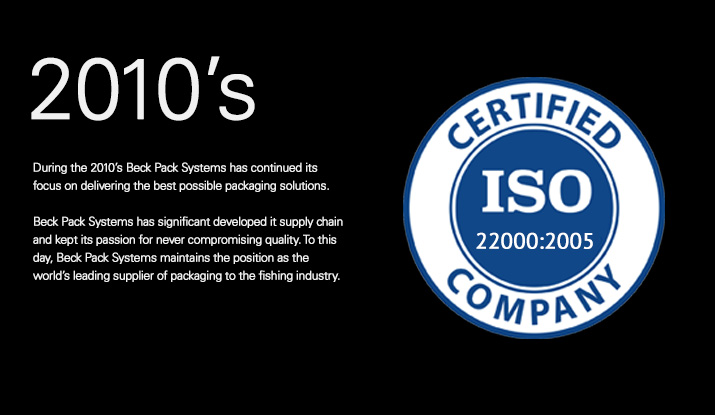 2010's
During the 2010's Beck Pack Systems has continued its
focus on delivering the best possible packaging solutions.
Beck Pack Systems has significant developed it supply chain
and kept its passion for never compromising quality. To this
day, Beck Pack Systems maintains the position as the
world's leading supplier of packaging to the fishing industry.
CERTIFIED
ISO
22000:2005
COMPANY